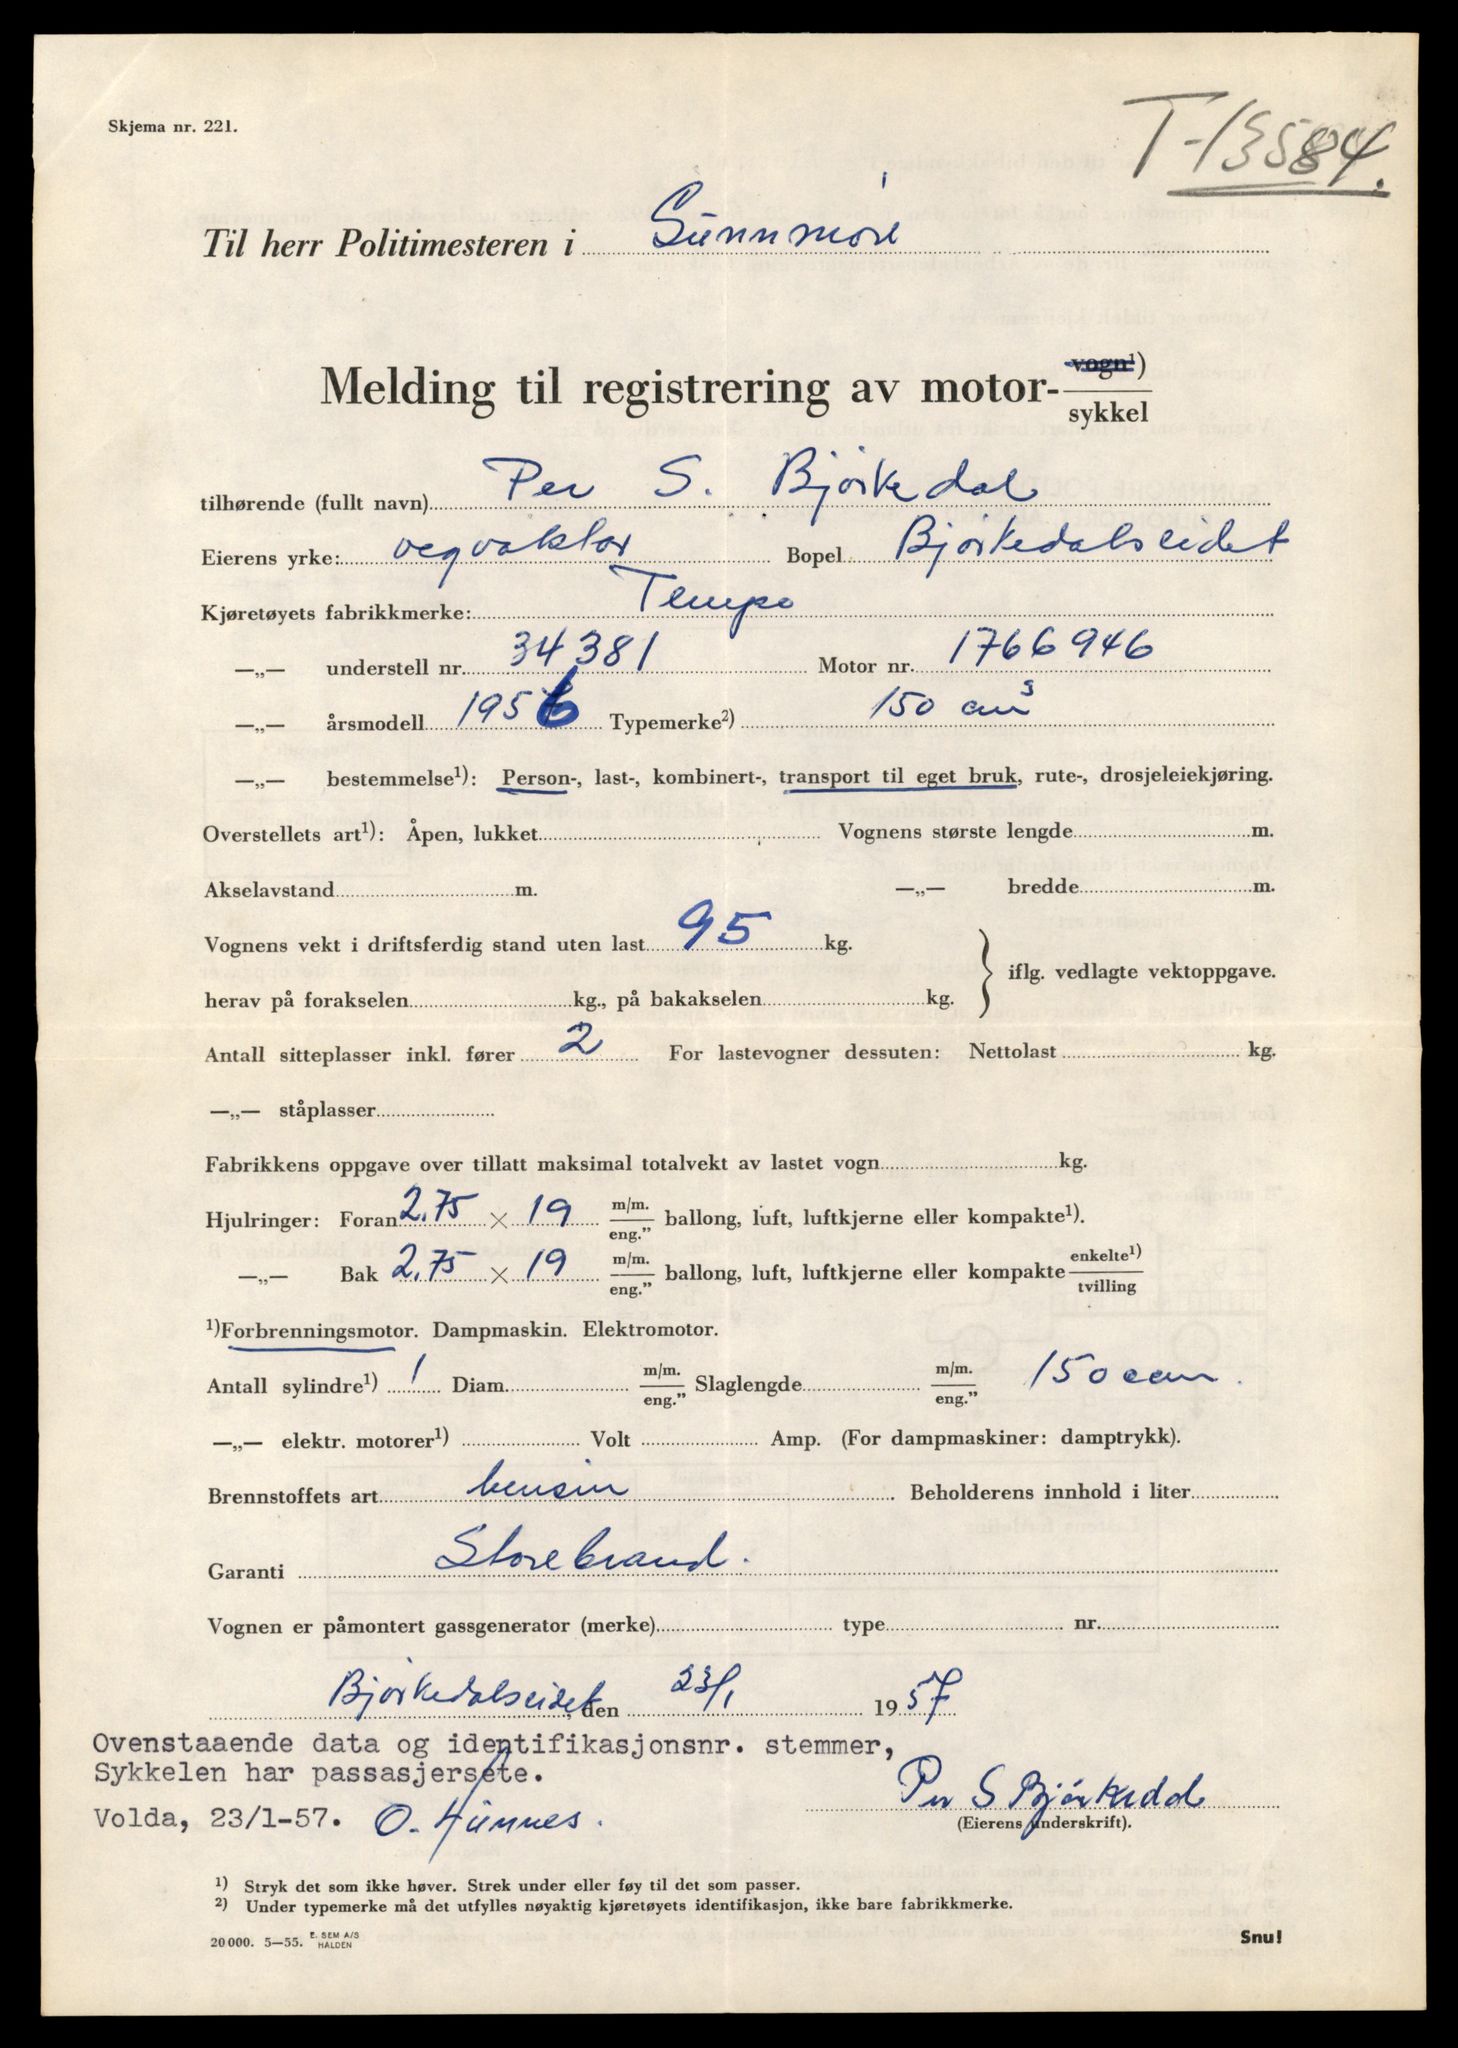 Skjema nr. 221.
T-13584.
Til herr Politimesteren i Sunnmöre
Melding til registrering av motor- vogn¹) sykkel
tilhørende (fullt navn) Per S. Bjørkedal
Eierens yrke: vegvaktar Bopel Bjørkedalseidet
Kjøretøyets fabrikkmerke: Tempo
—„— understell nr. 34381 Motor nr. 1766946
—„— årsmodell 1956 Typemerke²) 150 cm³
—„— bestemmelse¹): Person-, last-, kombinert-, transport til eget bruk, rute-, drosjeleiekjøring.
Overstellets art¹): Åpen, lukket Vognens største lengde m.
Akselavstand m. —„— bredde m.
Vognens vekt i driftsferdig stand uten last 95 kg.
herav på forakselen kg., på bakakselen kg. } iflg. vedlagte vektoppgave.
Antall sitteplasser inkl. fører 2 For lastevogner dessuten: Nettolast kg.
—„— ståplasser
Fabrikkens oppgave over tillatt maksimal totalvekt av lastet vogn kg.
Hjulringer: Foran 2.75 × 19 m/m. eng.” ballong, luft, luftkjerne eller kompakte¹).
—„— Bak 2.75 × 19 m/m. eng.” ballong, luft, luftkjerne eller kompakte enkelte¹) tvilling
¹)Forbrenningsmotor. Dampmaskin. Elektromotor.
Antall sylindre¹) 1 Diam. m/m. eng.” Slaglengde m/m. eng.” 150 ccm.
—„— elektr. motorer¹) Volt Amp. (For dampmaskiner: damptrykk).
Brennstoffets art bensin Beholderens innhold i liter
Garanti Storebrand.
Vognen er påmontert gassgenerator (merke) type nr.
Bjørkedalseidet, den 23/1 1957
Ovenstaaende data og identifikasjonsnr. stemmer,
Sykkelen har passasjersete.
Volda, 23/1-57. O. Hunnes. Per S Bjørkedal
(Eierens underskrift).
¹) Stryk det som ikke høver. Strek under eller føy til det som passer.
²) Under typemerke må det utfylles nøyaktig kjøretøyets identifikasjon, ikke bare fabrikkmerke.
20 000. 5—55. E. SEM A/S HALDEN
Snu!